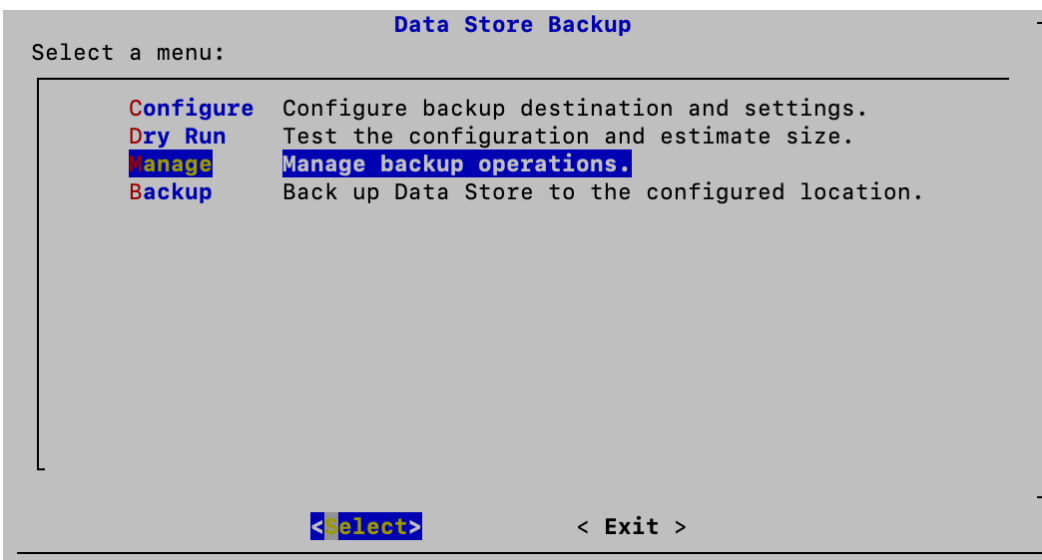 Data Store Backup
Select a menu:
Configure Configure backup destination and settings.
Dry Run Test the configuration and estimate size.
Manage Manage backup operations.
Backup Back up Data Store to the configured location.
<Select> < Exit >